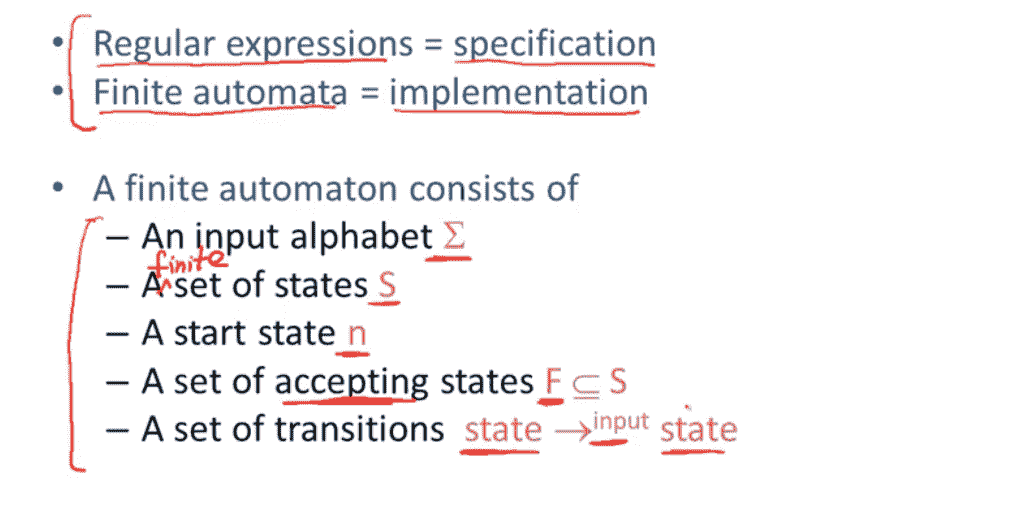 • Regular expressions = specification
• Finite automata = implementation
• A finite automaton consists of
– An input alphabet Σ
finite
– A ^ set of states S
– A start state n
– A set of accepting states F ⊆ S
– A set of transitions state →input state